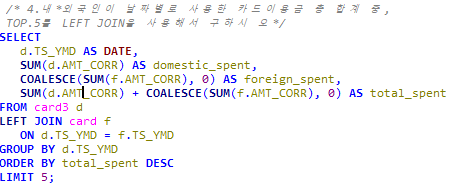 /* 4.내*외국인이 날짜별로 사용한 카드이용금 총 합계 중,
TOP.5를 LEFT JOIN을 사용해서 구하시오*/
SELECT
d.TS_YMD AS DATE,
SUM(d.AMT_CORR) AS domestic_spent,
COALESCE(SUM(f.AMT_CORR), 0) AS foreign_spent,
SUM(d.AMT_CORR) + COALESCE(SUM(f.AMT_CORR), 0) AS total_spent
FROM card3 d
LEFT JOIN card f
ON d.TS_YMD = f.TS_YMD
GROUP BY d.TS_YMD
ORDER BY total_spent DESC
LIMIT 5;